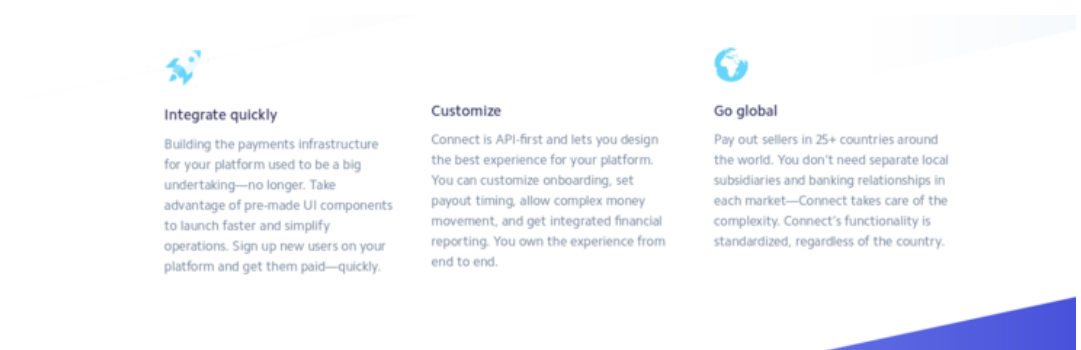 Integrate quickly
Building the payments infrastructure
for your platform used to be a big
undertaking—no longer. Take
advantage of pre-made UI components
to launch faster and simplify
operations. Sign up new users on your
platform and get them paid—quickly.
Customize
Connect is API-first and lets you design
the best experience for your platform.
You can customize onboarding, set
payout timing, allow complex money
movement, and get integrated financial
reporting. You own the experience from
end to end.
Go global
Pay out sellers in 25+ countries around
the world. You don't need separate local
subsidiaries and banking relationships in
each market—Connect takes care of the
complexity. Connect's functionality is
standardized, regardless of the country.